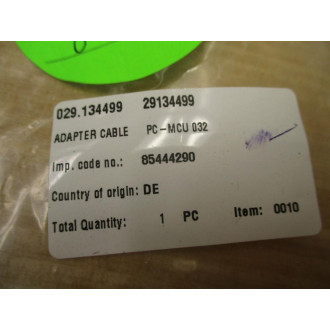 029.134499 29134499
ADAPTER CABLE PC-MCU 032
imp. code no.: 85444290
Country of origin: DE
Total Quantity: 1 PC Item: 0010